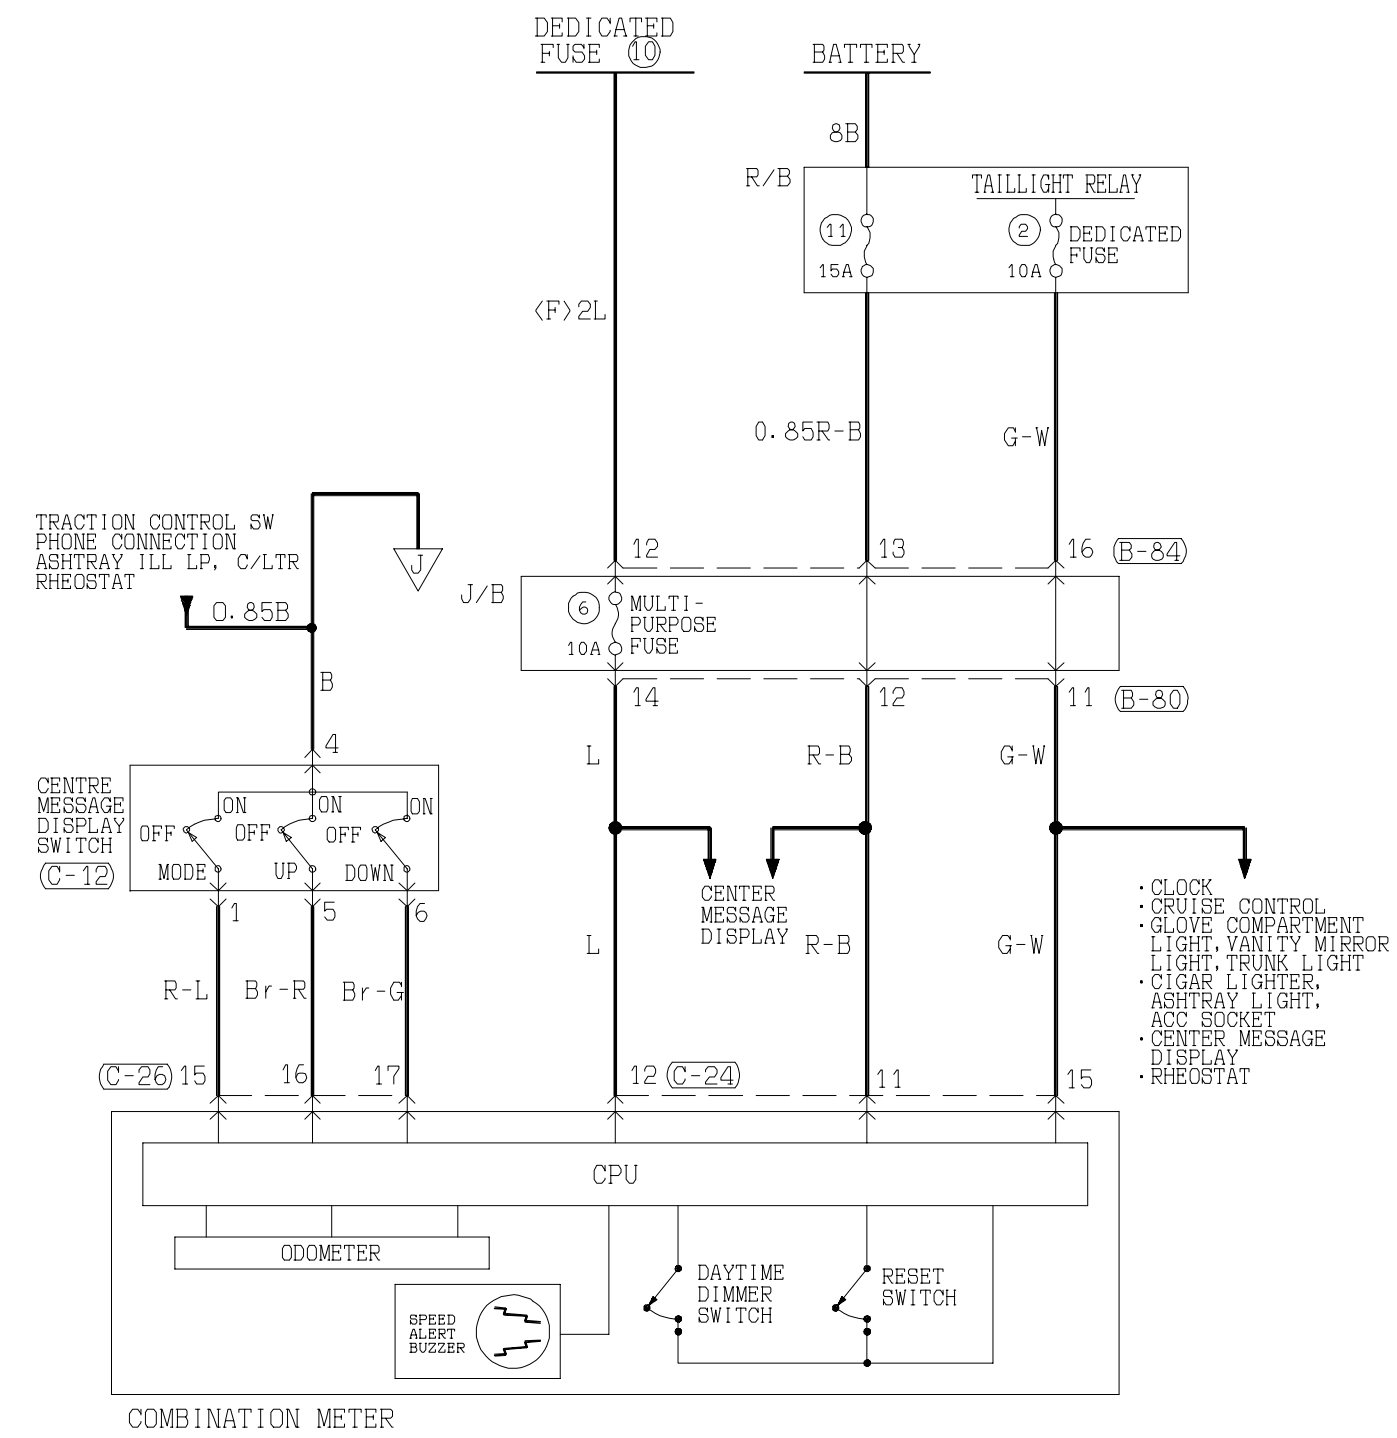 DEDICATED
FUSE 10
BATTERY
8B
R/B
TAILLIGHT RELAY
11
15A
2
10A
DEDICATED
FUSE
<F>2L
0.85R-B
G-W
TRACTION CONTROL SW
PHONE CONNECTION
ASHTRAY ILL LP, C/LTR
RHEOSTAT
J
0.85B
B
12
13
16
B-84
J/B
6
10A
MULTI-
PURPOSE
FUSE
14
12
11
B-80
L
R-B
G-W
4
CENTRE
MESSAGE
DISPLAY
SWITCH
C-12
ON
ON
ON
OFF
OFF
OFF
MODE
UP
DOWN
1
5
6
CENTER
MESSAGE
DISPLAY
L
R-B
G-W
·CLOCK
·CRUISE CONTROL
·GLOVE COMPARTMENT
LIGHT,VANITY MIRROR
LIGHT,TRUNK LIGHT
·CIGAR LIGHTER,
ASHTRAY LIGHT,
ACC SOCKET
·CENTER MESSAGE
DISPLAY
·RHEOSTAT
R-L
Br-R
Br-G
C-26
15
16
17
12
C-24
11
15
CPU
ODOMETER
SPEED
ALERT
BUZZER
DAYTIME
DIMMER
SWITCH
RESET
SWITCH
COMBINATION METER